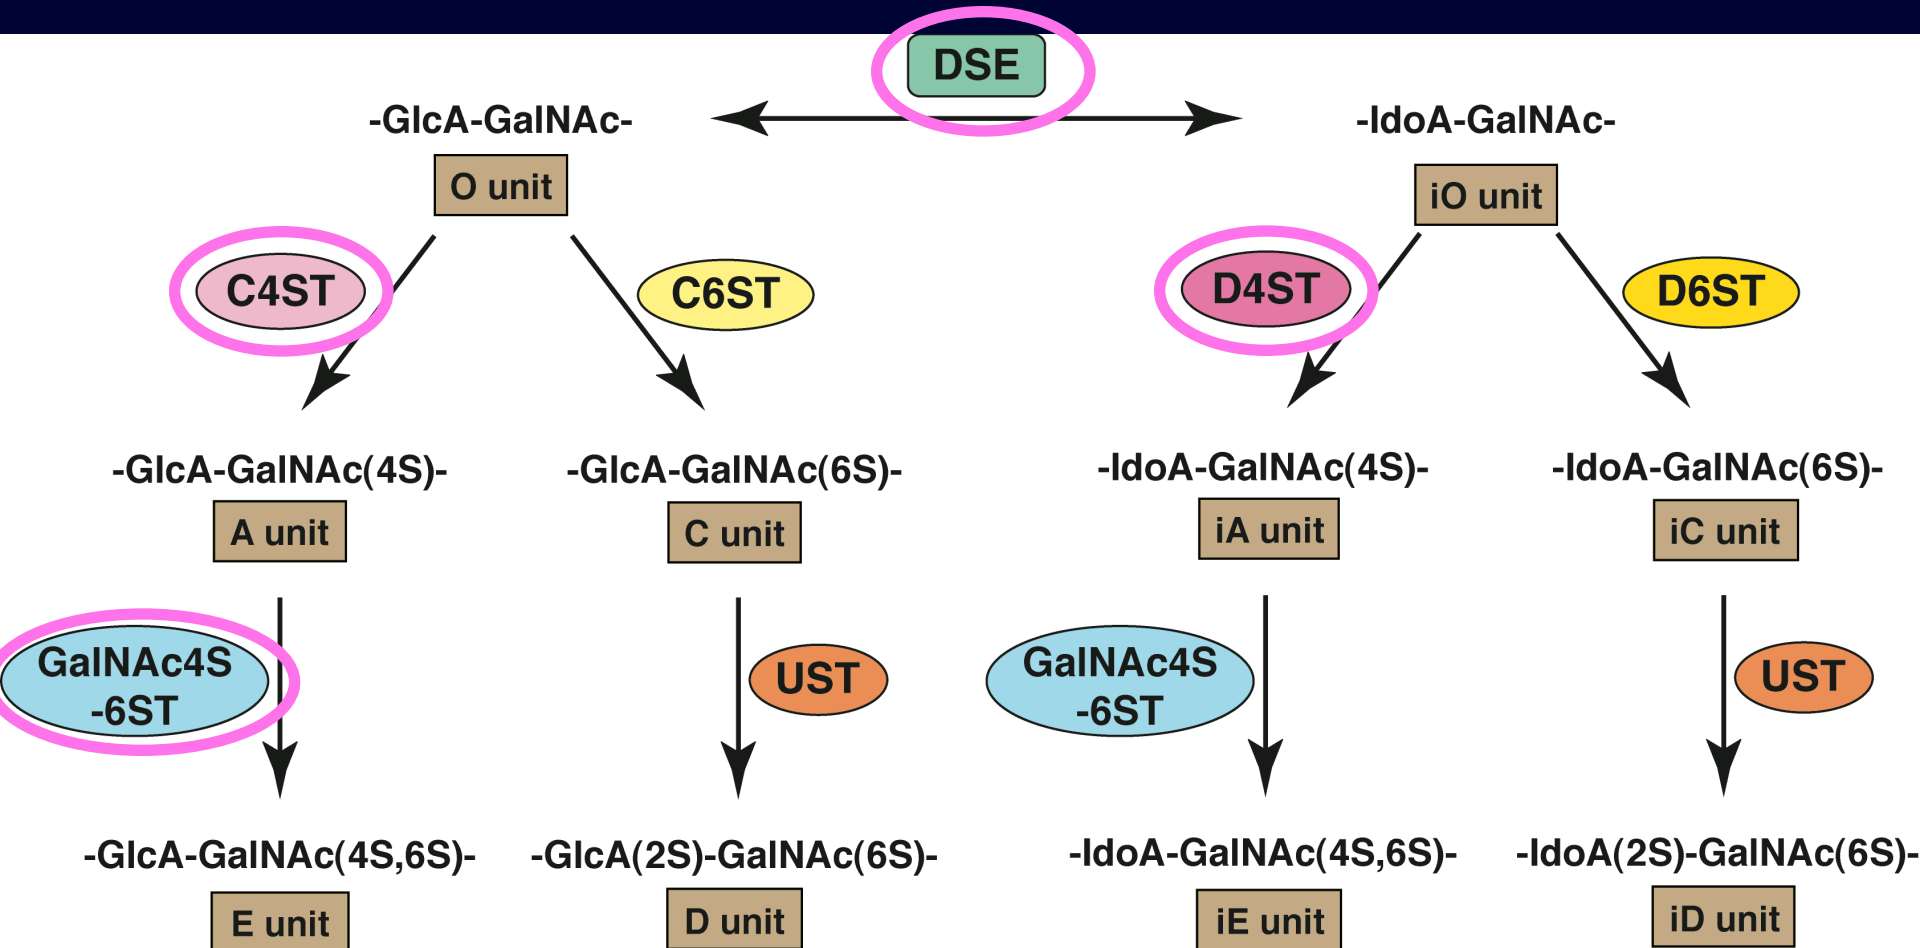 DSE
-GlcA-GalNAc-
-IdoA-GalNAc-
O unit
iO unit
C4ST
C6ST
D4ST
D6ST
-GlcA-GalNAc(4S)-
-GlcA-GalNAc(6S)-
-IdoA-GalNAc(4S)-
-IdoA-GalNAc(6S)-
A unit
C unit
iA unit
iC unit
GalNAc4S
-6ST
UST
GalNAc4S
-6ST
UST
-GlcA-GalNAc(4S,6S)-
-GlcA(2S)-GalNAc(6S)-
-IdoA-GalNAc(4S,6S)-
-IdoA(2S)-GalNAc(6S)-
E unit
D unit
iE unit
iD unit